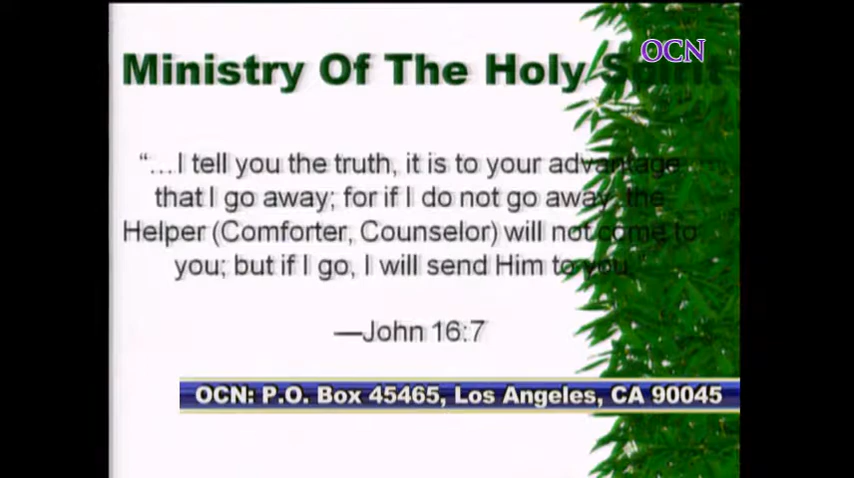 OCN
Ministry Of The Holy Spirit
“...I tell you the truth, it is to your advantage
that I go away; for if I do not go away, the
Helper (Comforter, Counselor) will not come to
you; but if I go, I will send Him to you.”
—John 16:7
OCN: P.O. Box 45465, Los Angeles, CA 90045